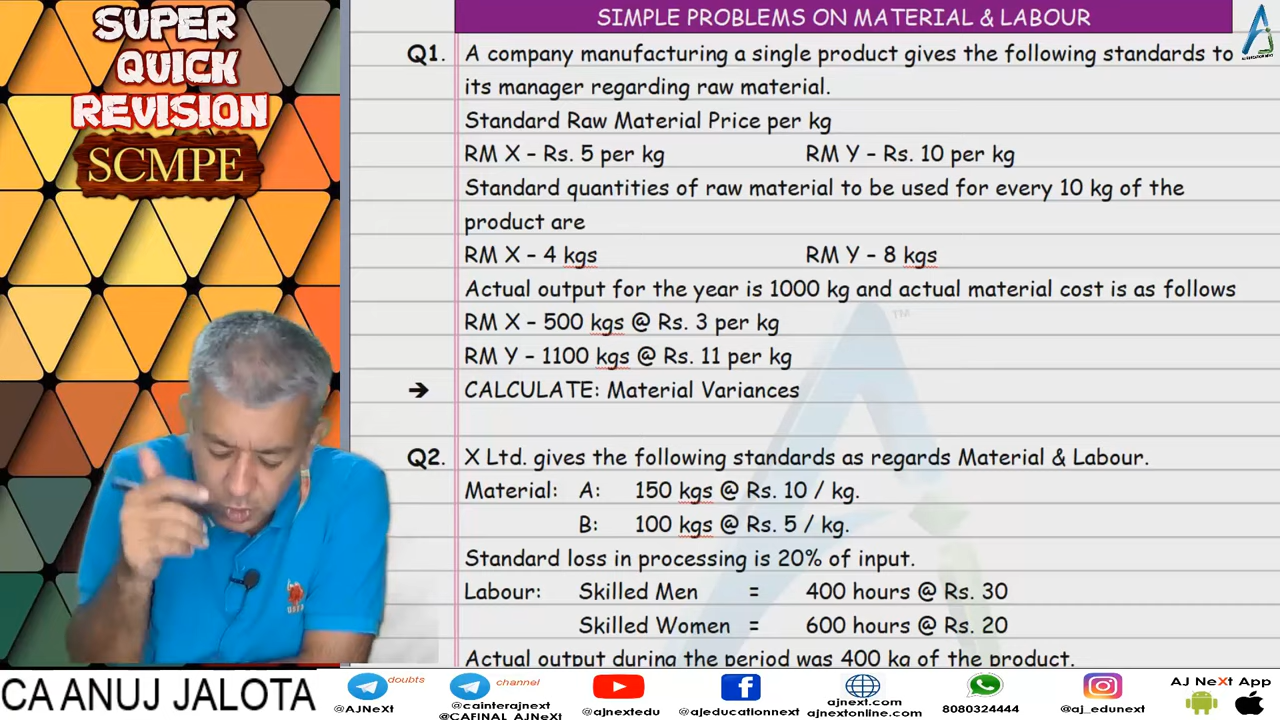 SUPER
QUICK
REVISION
SCMPE
SIMPLE PROBLEMS ON MATERIAL & LABOUR
Q1. A company manufacturing a single product gives the following standards to
its manager regarding raw material.
Standard Raw Material Price per kg
RM X – Rs. 5 per kg RM Y – Rs. 10 per kg
Standard quantities of raw material to be used for every 10 kg of the
product are
RM X – 4 kgs RM Y – 8 kgs
Actual output for the year is 1000 kg and actual material cost is as follows
RM X – 500 kgs @ Rs. 3 per kg
RM Y – 1100 kgs @ Rs. 11 per kg
➔ CALCULATE: Material Variances
Q2. X Ltd. gives the following standards as regards Material & Labour.
Material: A: 150 kgs @ Rs. 10 / kg.
B: 100 kgs @ Rs. 5 / kg.
Standard loss in processing is 20% of input.
Labour: Skilled Men = 400 hours @ Rs. 30
Skilled Women = 600 hours @ Rs. 20
Actual output during the period was 400 kg of the product.
CA ANUJ JALOTA
doubts
@AJNeXt
channel
@cainterajnext
@CAFINAL_AJNeXt
@ajnextedu
@ajeducationnext
ajnext.com
ajnextonline.com
8080324444
@aj_edunext
AJ NeXt App